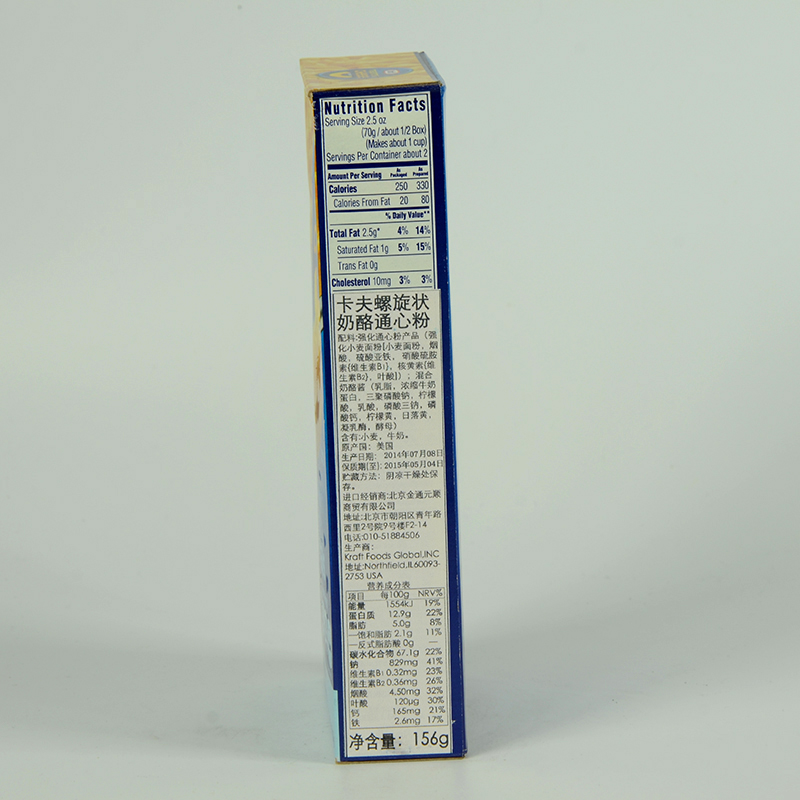 Nutrition Facts
Serving Size 2.5 oz
(70g / about 1/2 Box)
(Makes about 1 cup)
Servings Per Container about 2
Amount Per Serving As Packaged As Prepared
Calories 250 330
Calories From Fat 20 80
% Daily Value**
Total Fat 2.5g* 4% 14%
Saturated Fat 1g 5% 15%
Trans Fat 0g
Cholesterol 10mg 3% 3%
卡夫螺旋状
奶酪通心粉
配料:强化通心粉产品（强
化小麦面粉[小麦面粉，烟
酸，硫酸亚铁，硝酸硫胺
素{维生素B1}，核黄素{维
生素B2}，叶酸]）；混合
奶酪酱（乳脂，浓缩牛奶
蛋白，三聚磷酸钠，柠檬
酸，乳酸，磷酸三钠，磷
酸钙，柠檬黄，日落黄，
凝乳酶，酵母）
含有:小麦，牛奶。
原产国：美国
生产日期：2014年07月08日
保质期(至)：2015年05月04日
贮藏方法：阴凉干燥处保
存。
进口经销商:北京金通元顺
商贸有限公司
地址:北京市朝阳区青年路
西里2号院9号楼F2-14
电话:010-51884506
生产商：
Kraft Foods Global,INC
地址:Northfield,IL60093-
2753 USA
营养成分表
项目 每100g NRV%
能量 1554kJ 19%
蛋白质 12.9g 22%
脂肪 5.0g 8%
—饱和脂肪 2.1g 11%
—反式脂肪酸 0g —
碳水化合物 67.1g 22%
钠 829mg 41%
维生素B1 0.32mg 23%
维生素B2 0.36mg 26%
烟酸 4.50mg 32%
叶酸 120μg 30%
钙 165mg 21%
铁 2.6mg 17%
净含量：156g